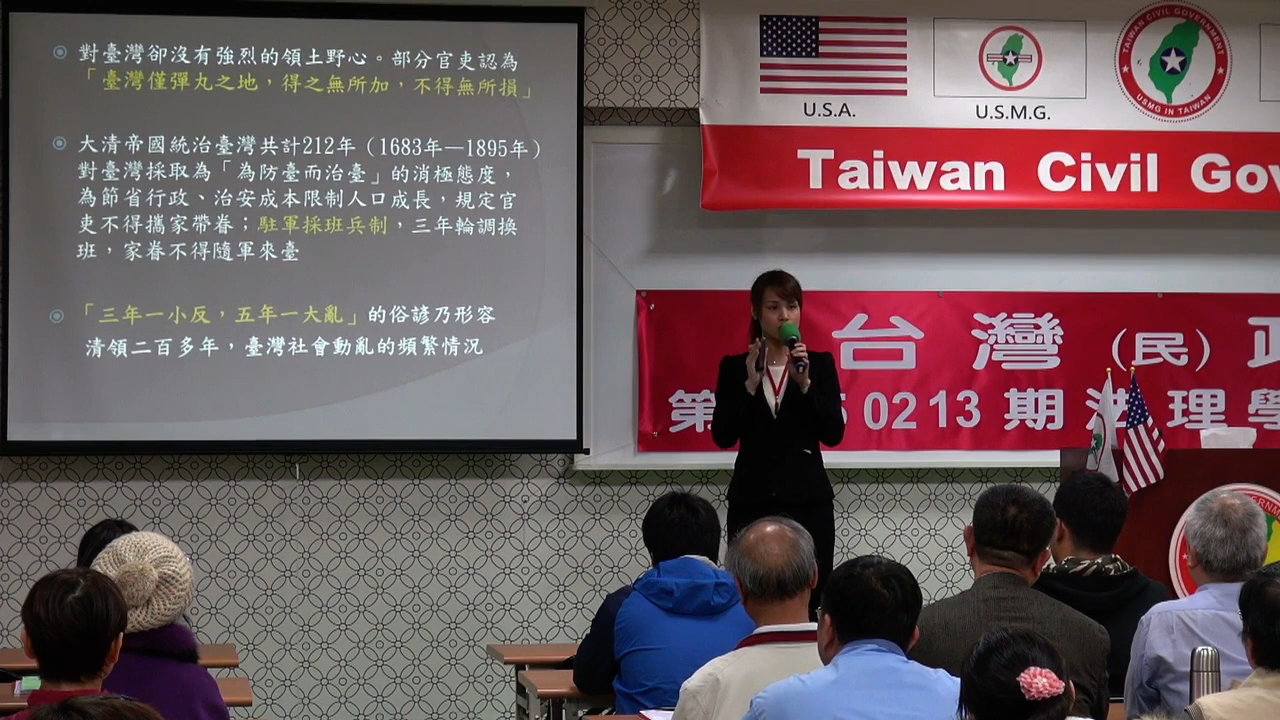 對臺灣卻沒有強烈的領土野心。部分官吏認為
「臺灣僅彈丸之地,得之無所加,不得無所損」
大清帝國統治臺灣共計212年(1683年—1895年)
對臺灣採取為「為防臺而治臺」的消極態度,
為節省行政、治安成本限制人口成長,規定官
吏不得攜家帶眷;駐軍採班兵制,三年輪調換
班,家眷不得隨軍來臺
「三年一小反,五年一大亂」的俗諺乃形容
清領二百多年,臺灣社會動亂的頻繁情況
U.S.A.
U.S.M.G.
TAIWAN CIVIL GOVERNMENT
USMG IN TAIWAN
Taiwan Civil Gov
台灣(民)政
第 0213期法理學